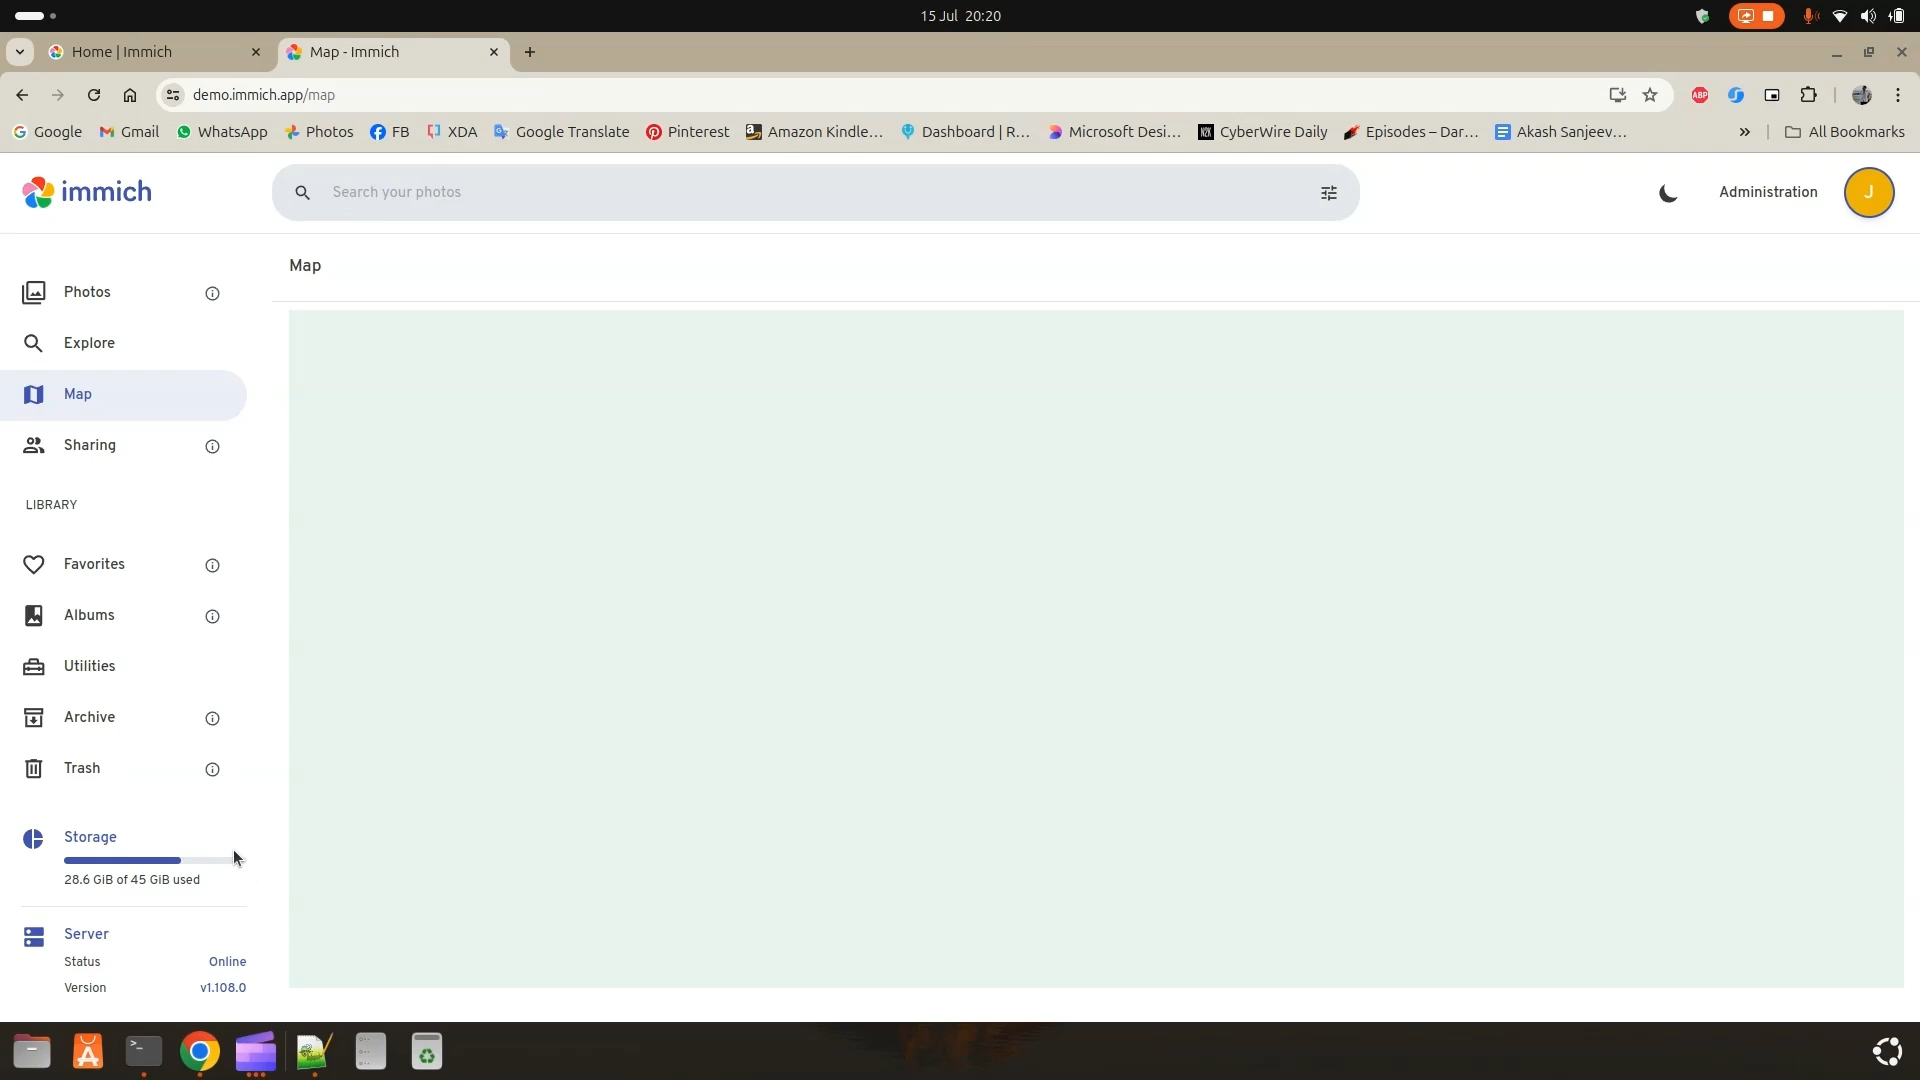 15 Jul 20:20
Home | Immich
Map - Immich
demo.immich.app/map
ABP
Google
Gmail
WhatsApp
Photos
FB
XDA
Google Translate
Pinterest
Amazon Kindle...
Dashboard | R...
Microsoft Desi...
N2K
CyberWire Daily
Episodes – Dar...
Akash Sanjeev...
»
All Bookmarks
immich
Search your photos
Administration
J
Map
Photos
Explore
Map
Sharing
LIBRARY
Favorites
Albums
Utilities
Archive
Trash
Storage
28.6 GiB of 45 GiB used
Server
Status Online
Version v1.108.0